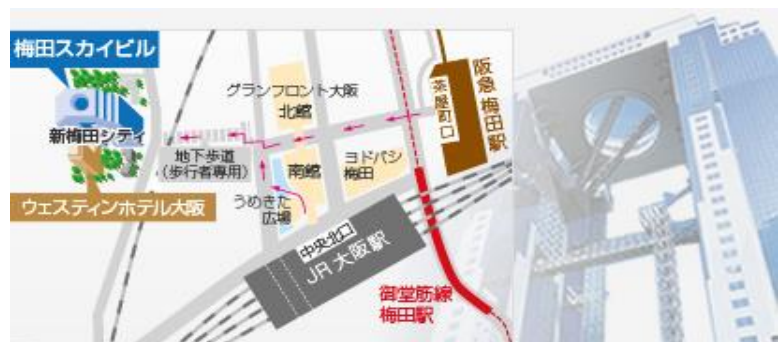 梅田スカイビル
新梅田シティ
ウェスティンホテル大阪
グランフロント大阪
北館
地下歩道
(歩行者専用)
南館
うめきた
広場
ヨドバシ
梅田
中央北口
JR大阪駅
茶屋町口
阪急 梅田駅
御堂筋線
梅田駅